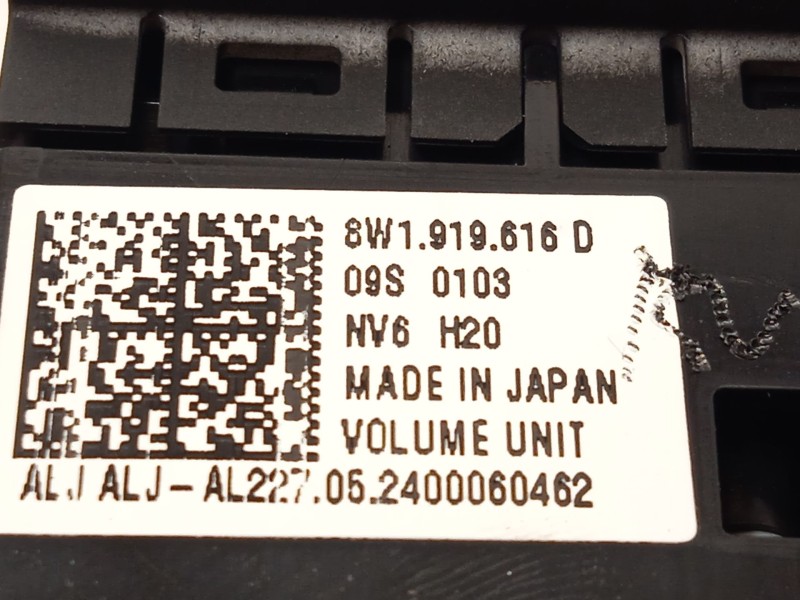 8W1.919.616 D
09S 0103
NV6 H20
MADE IN JAPAN
VOLUME UNIT
ALJ ALJ-AL227.05.2400060462